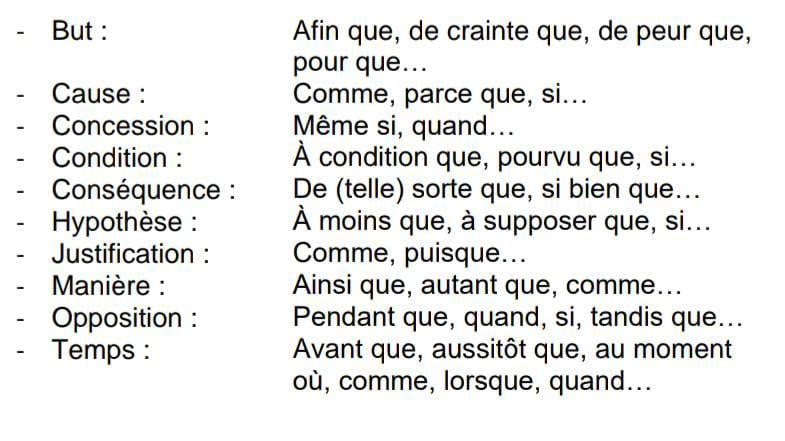 - But : Afin que, de crainte que, de peur que,
pour que…
- Cause : Comme, parce que, si…
- Concession : Même si, quand…
- Condition : À condition que, pourvu que, si…
- Conséquence : De (telle) sorte que, si bien que…
- Hypothèse : À moins que, à supposer que, si…
- Justification : Comme, puisque…
- Manière : Ainsi que, autant que, comme…
- Opposition : Pendant que, quand, si, tandis que…
- Temps : Avant que, aussitôt que, au moment
où, comme, lorsque, quand…